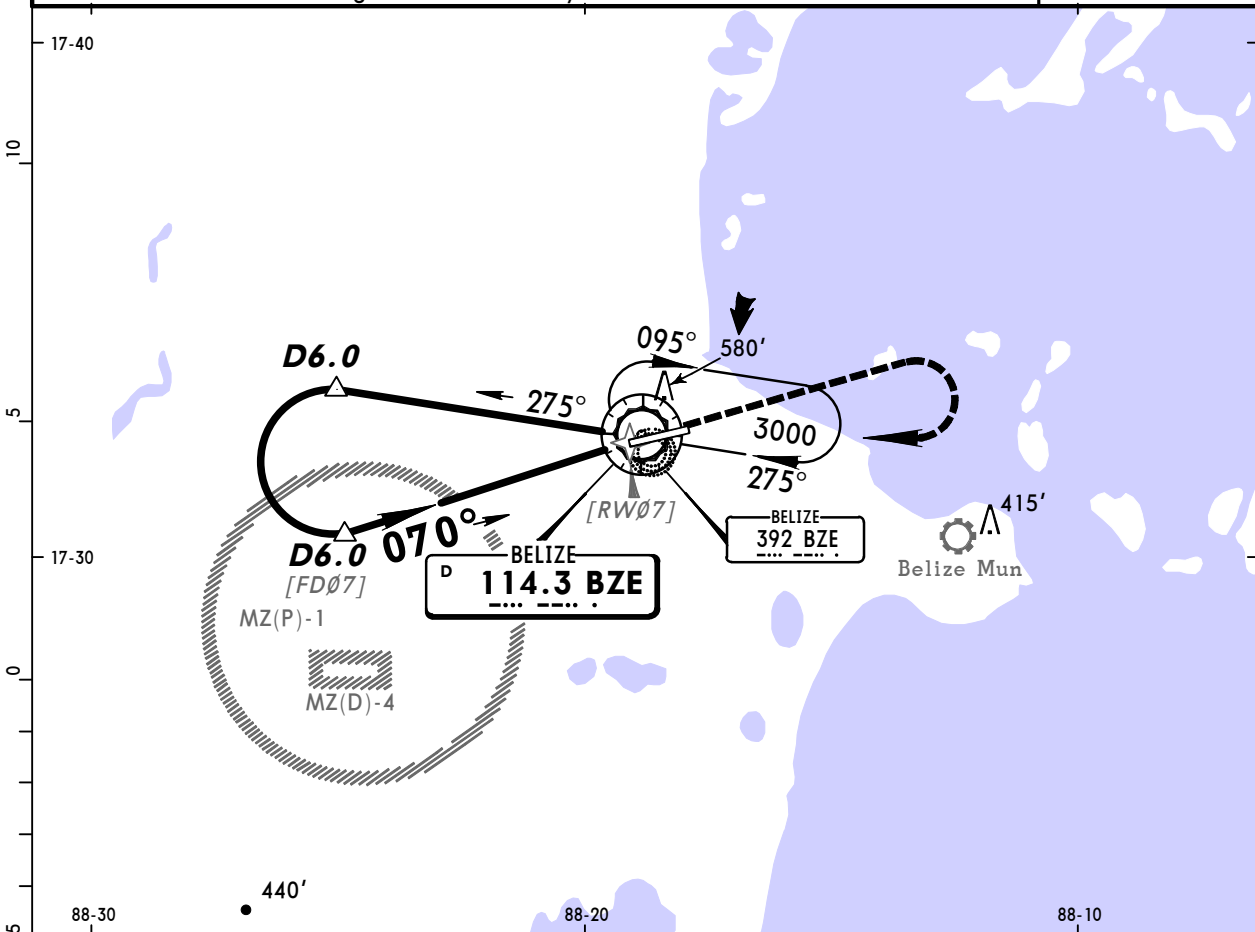 17-40
10
D6.0
095°
580'
275°
5
3000
275°
[RWØ7]
415'
BELIZE
392 BZE
070°
D6.0
[FDØ7]
17-30
BELIZE
D 114.3 BZE
Belize Mun
MZ(P)-1
0
MZ(D)-4
440'
88-30
88-20
88-10
5